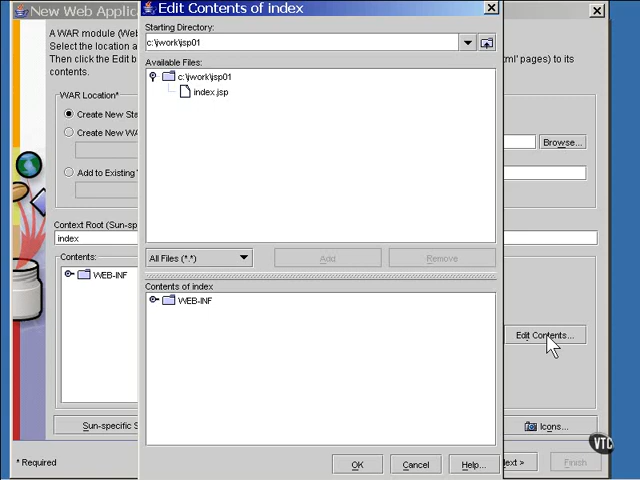 New Web Applic
Edit Contents of index
A WAR module (Web
Select the location a
Then click the Edit b
contents.
ml' pages) to its
Starting Directory:
c:\jwork\jsp01
Available Files:
c:\jwork\jsp01
index.jsp
WAR Location*
Create New Sta
Create New WA
Browse...
Add to Existing
Context Root (Sun-sp
index
All Files (*.*)
Add
Remove
Contents:
WEB-INF
Contents of index
WEB-INF
Edit Contents...
Sun-specific S
Icons...
VTC
* Required
OK
Cancel
Help...
ext >
Finish